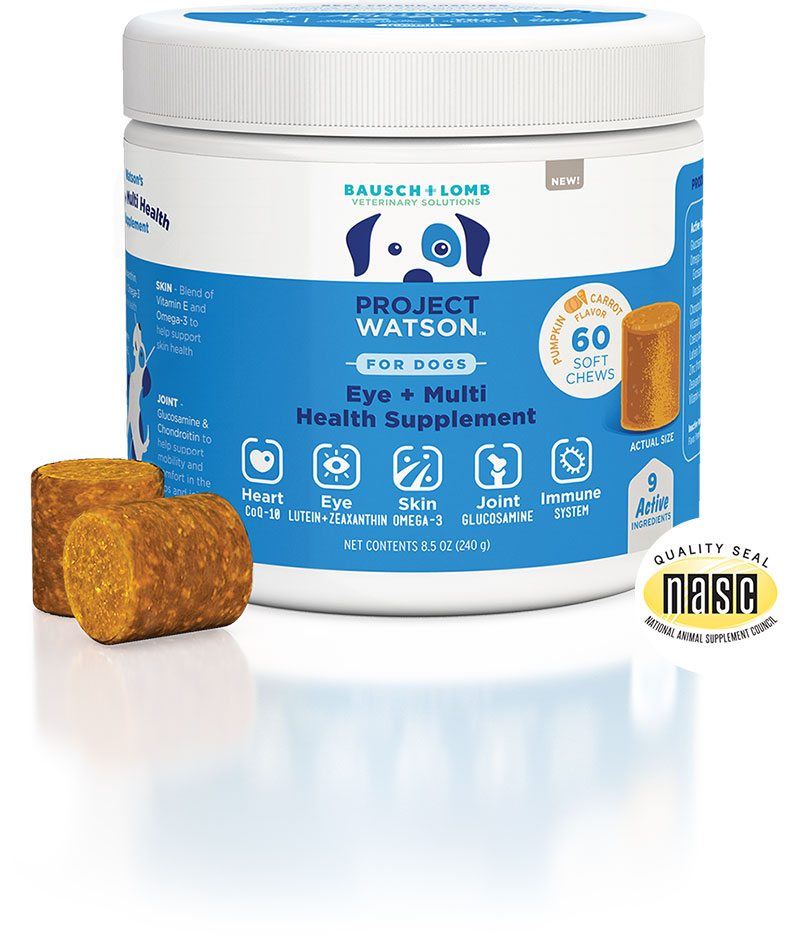 BAUSCH + LOMB
VETERINARY SOLUTIONS
NEW!
PROJECT
WATSON™
FOR DOGS
Eye + Multi
Health Supplement
Heart
CoQ-10
Eye
LUTEIN+ZEAXANTHIN
Skin
OMEGA-3
Joint
GLUCOSAMINE
Immune
SYSTEM
NET CONTENTS 8.5 OZ (240 g)
PUMPKIN CARROT
FLAVOR
60
SOFT
CHEWS
ACTUAL SIZE
9
Active
INGREDIENTS
Multi Health
SKIN - Blend of
Vitamin E and
Omega-3 to
help support
skin health
JOINT -
Glucosamine &
Chondroitin to
help support
mobility and
QUALITY SEAL
nasc
NATIONAL ANIMAL SUPPLEMENT COUNCIL